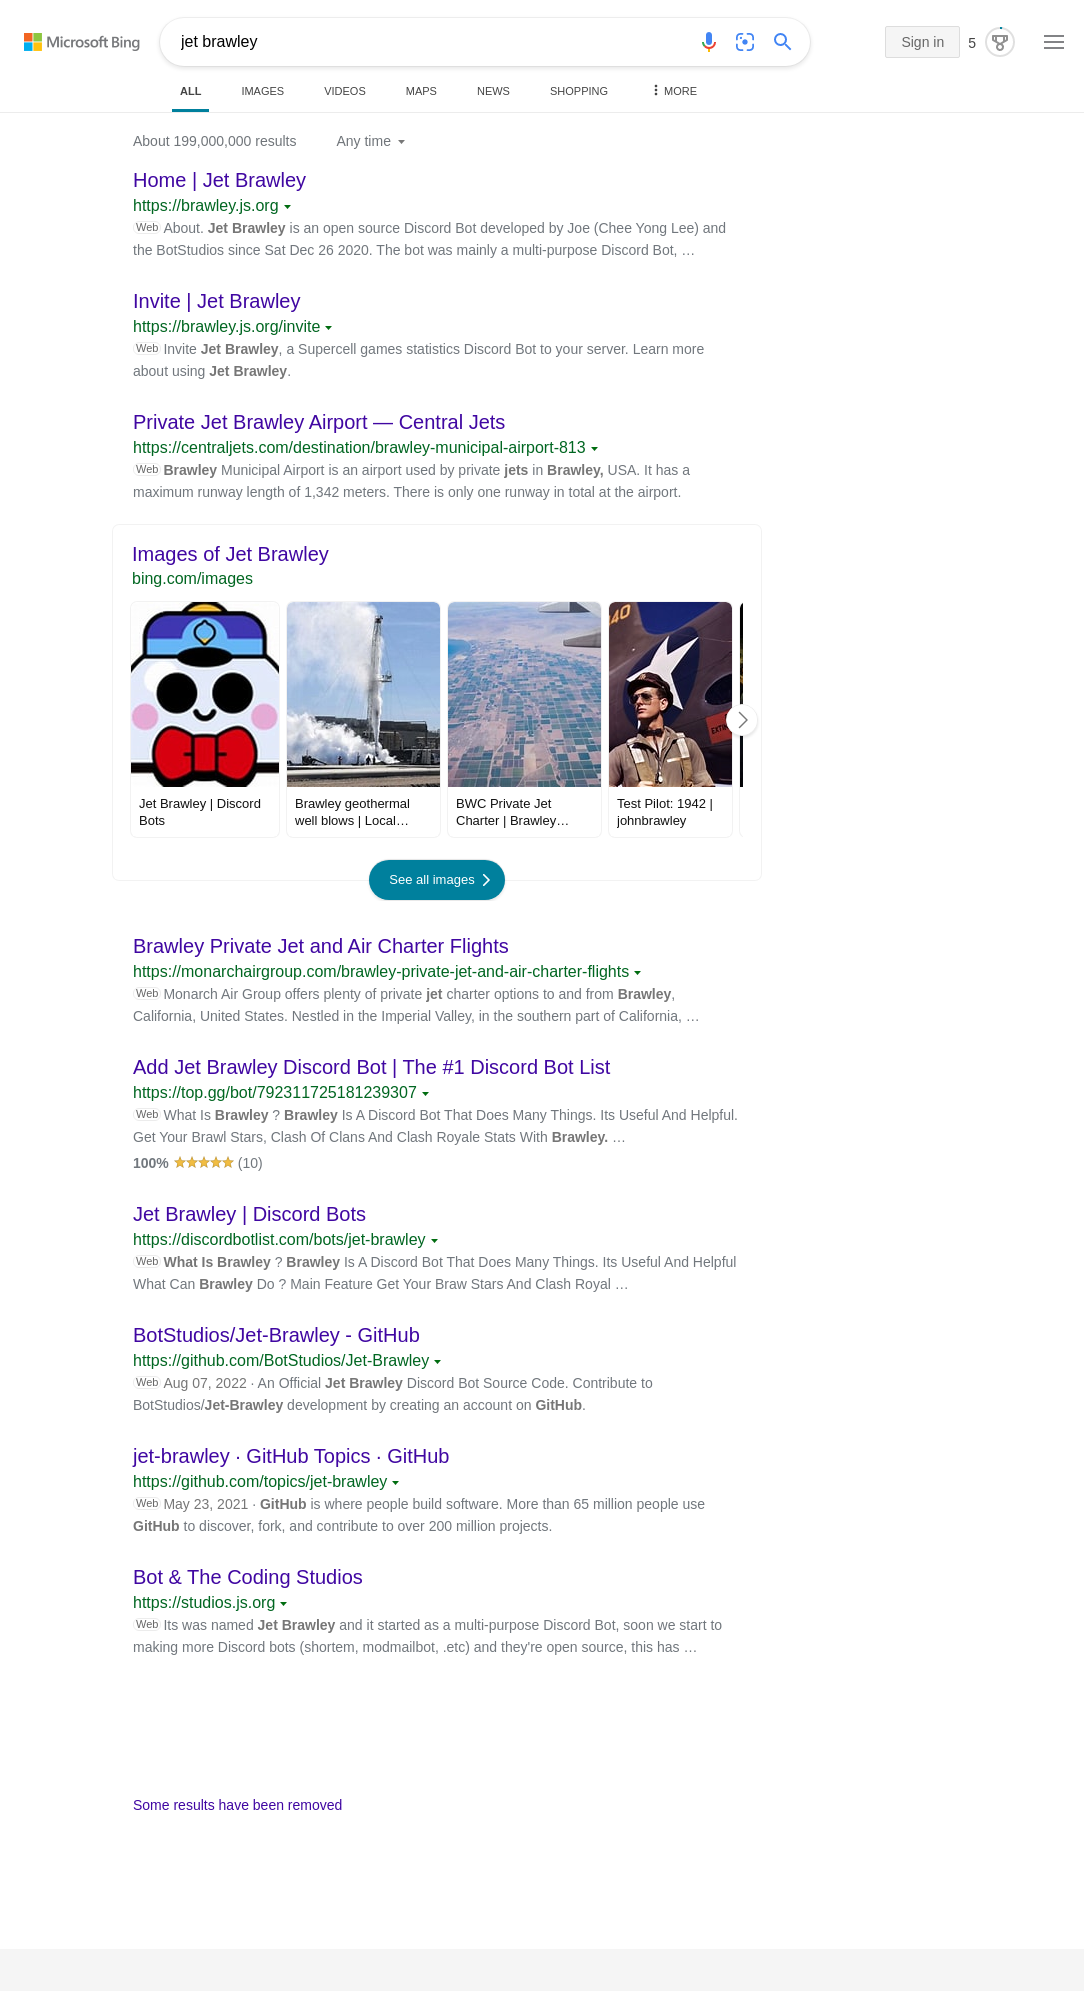 Microsoft Bing
jet brawley
Sign in
5
ALL
IMAGES
VIDEOS
MAPS
NEWS
SHOPPING
MORE
About 199,000,000 results
Any time
Home | Jet Brawley
https://brawley.js.org
Web About. Jet Brawley is an open source Discord Bot developed by Joe (Chee Yong Lee) and
the BotStudios since Sat Dec 26 2020. The bot was mainly a multi-purpose Discord Bot, …
Invite | Jet Brawley
https://brawley.js.org/invite
Web Invite Jet Brawley, a Supercell games statistics Discord Bot to your server. Learn more
about using Jet Brawley.
Private Jet Brawley Airport — Central Jets
https://centraljets.com/destination/brawley-municipal-airport-813
Web Brawley Municipal Airport is an airport used by private jets in Brawley, USA. It has a
maximum runway length of 1,342 meters. There is only one runway in total at the airport.
Images of Jet Brawley
bing.com/images
40
EXTIN
Jet Brawley | Discord
Bots
Brawley geothermal
well blows | Local…
BWC Private Jet
Charter | Brawley…
Test Pilot: 1942 |
johnbrawley
See all images
Brawley Private Jet and Air Charter Flights
https://monarchairgroup.com/brawley-private-jet-and-air-charter-flights
Web Monarch Air Group offers plenty of private jet charter options to and from Brawley,
California, United States. Nestled in the Imperial Valley, in the southern part of California, …
Add Jet Brawley Discord Bot | The #1 Discord Bot List
https://top.gg/bot/792311725181239307
Web What Is Brawley ? Brawley Is A Discord Bot That Does Many Things. Its Useful And Helpful.
Get Your Brawl Stars, Clash Of Clans And Clash Royale Stats With Brawley. …
100% (10)
Jet Brawley | Discord Bots
https://discordbotlist.com/bots/jet-brawley
Web What Is Brawley ? Brawley Is A Discord Bot That Does Many Things. Its Useful And Helpful
What Can Brawley Do ? Main Feature Get Your Braw Stars And Clash Royal …
BotStudios/Jet-Brawley - GitHub
https://github.com/BotStudios/Jet-Brawley
Web Aug 07, 2022 · An Official Jet Brawley Discord Bot Source Code. Contribute to
BotStudios/Jet-Brawley development by creating an account on GitHub.
jet-brawley · GitHub Topics · GitHub
https://github.com/topics/jet-brawley
Web May 23, 2021 · GitHub is where people build software. More than 65 million people use
GitHub to discover, fork, and contribute to over 200 million projects.
Bot & The Coding Studios
https://studios.js.org
Web Its was named Jet Brawley and it started as a multi-purpose Discord Bot, soon we start to
making more Discord bots (shortem, modmailbot, .etc) and they're open source, this has …
Some results have been removed